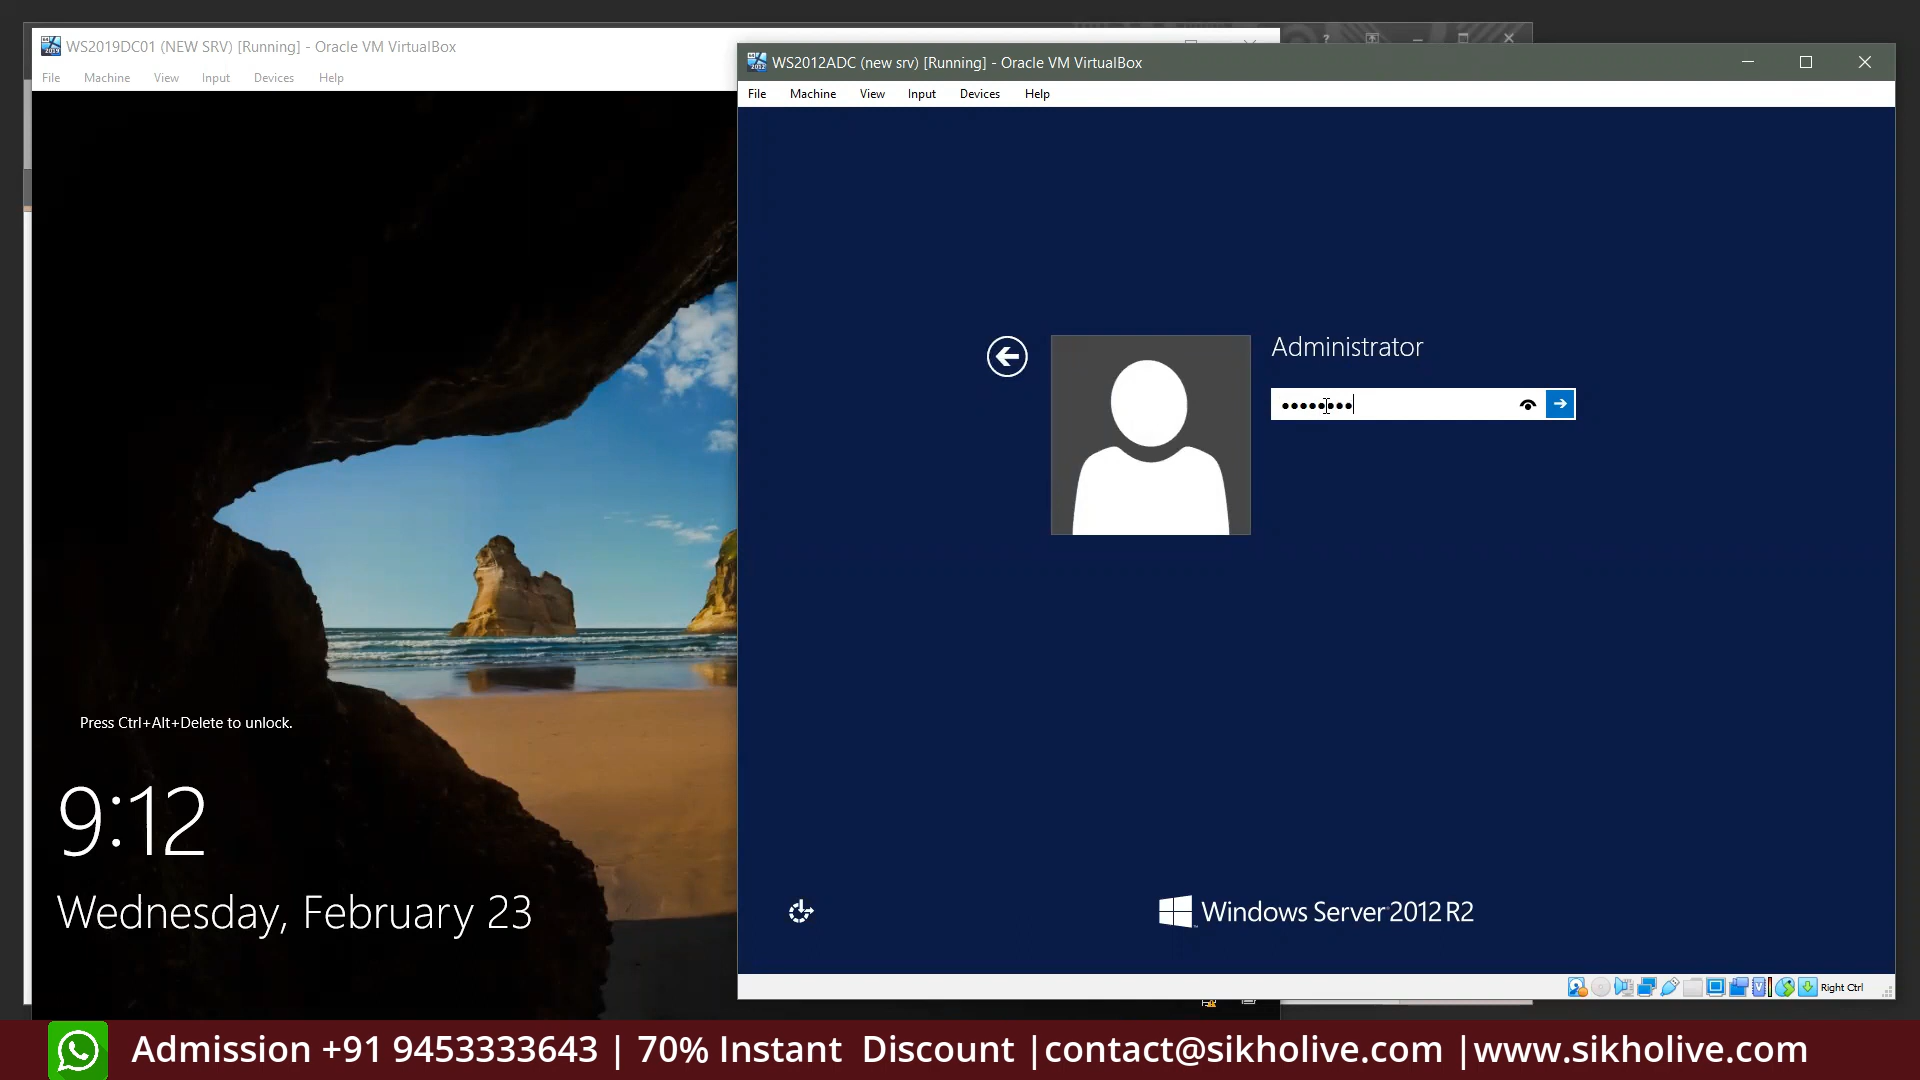 WS2019DC01 (NEW SRV) [Running] - Oracle VM VirtualBox
File Machine View Input Devices Help
WS2012ADC (new srv) [Running] - Oracle VM VirtualBox
File Machine View Input Devices Help
Administrator
Press Ctrl+Alt+Delete to unlock.
9:12
Wednesday, February 23
Windows Server 2012 R2
Right Ctrl
Admission +91 9453333643 | 70% Instant Discount |contact@sikholive.com |www.sikholive.com